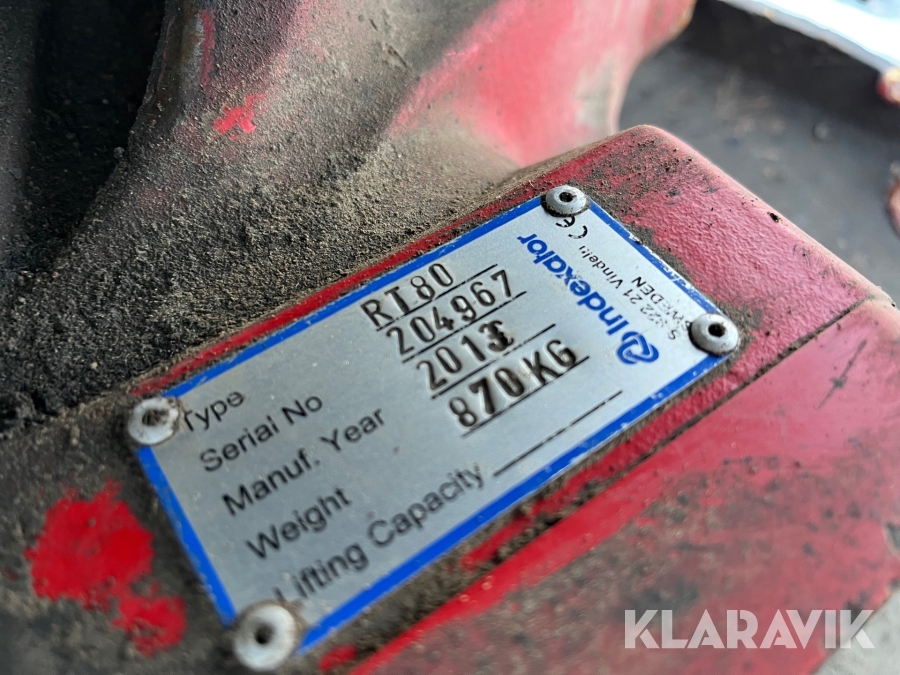 Indexator CE
S-922 21 Vindeln
SWEDEN
Type RT80
Serial No 204967
Manuf. Year 2013
Weight 870KG
Lifting Capacity
KLARAVIK